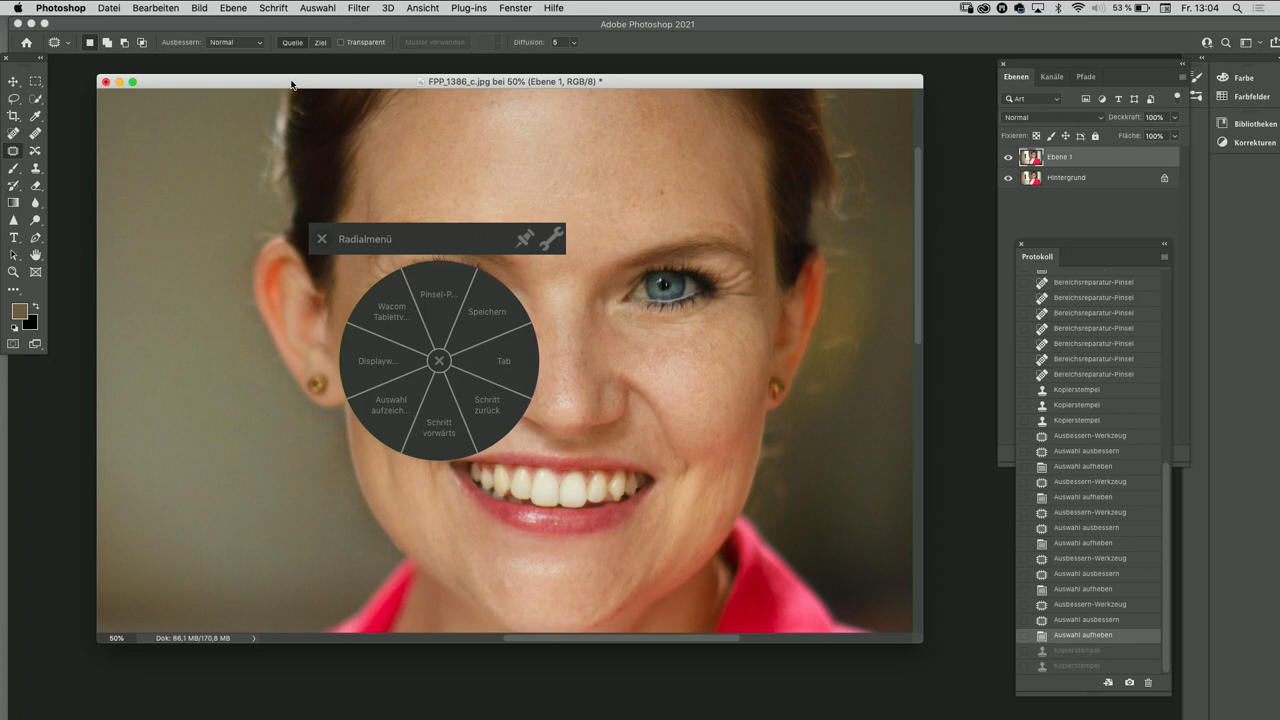 Photoshop Datei Bearbeiten Bild Ebene Schrift Auswahl Filter 3D Ansicht Plug-ins Fenster Hilfe 53 % Fr. 13:04
Adobe Photoshop 2021
Ausbessern: Normal Quelle Ziel Transparent Muster verwenden Diffusion: 5
FPP_1386_c.jpg bei 50% (Ebene 1, RGB/8) *
Radialmenü
Pinsel-P...
Speichern
Tab
Schritt
zurück
Schritt
vorwärts
Auswahl
aufzeich...
Displayw...
Wacom
Tablettv...
50% Dok: 86,1 MB/170,8 MB
Ebenen Kanäle Pfade
Art
Normal Deckkraft: 100%
Fixieren: Fläche: 100%
Ebene 1
Hintergrund
Protokoll
Bereichsreparatur-Pinsel
Bereichsreparatur-Pinsel
Bereichsreparatur-Pinsel
Bereichsreparatur-Pinsel
Bereichsreparatur-Pinsel
Bereichsreparatur-Pinsel
Bereichsreparatur-Pinsel
Kopierstempel
Kopierstempel
Kopierstempel
Ausbessern-Werkzeug
Auswahl ausbessern
Auswahl aufheben
Ausbessern-Werkzeug
Auswahl aufheben
Ausbessern-Werkzeug
Auswahl ausbessern
Auswahl aufheben
Ausbessern-Werkzeug
Auswahl ausbessern
Auswahl aufheben
Ausbessern-Werkzeug
Auswahl ausbessern
Auswahl aufheben
Kopierstempel
Kopierstempel
Farbe
Farbfelder
Bibliotheken
Korrekturen